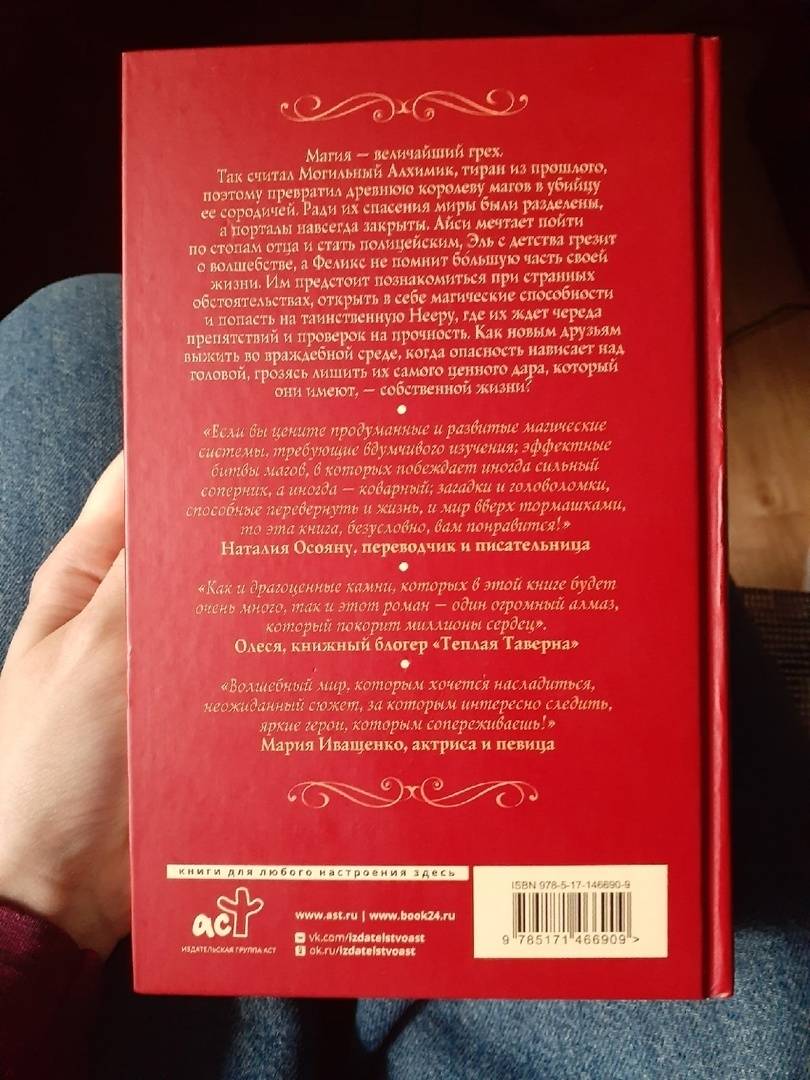 Магия — величайший грех.
Так считал Могильный Алхимик, тиран из прошлого,
поэтому превратил древнюю королеву магов в убийцу
ее сородичей. Ради их спасения миры были разделены,
а порталы навсегда закрыты. Айси мечтает пойти
по стопам отца и стать полицейским, Эль с детства грезит
о волшебстве, а Феликс не помнит большую часть своей
жизни. Им предстоит познакомиться при странных
обстоятельствах, открыть в себе магические способности
и попасть на таинственную Нееру, где их ждет череда
препятствий и проверок на прочность. Как новым друзьям
выжить во враждебной среде, когда опасность нависает над
головой, грозясь лишить их самого ценного дара, который
они имеют, — собственной жизни?
«Если вы цените продуманные и развитые магические
системы, требующие вдумчивого изучения; эффектные
битвы магов, в которых побеждает иногда сильный
соперник, а иногда — коварный; загадки и головоломки,
способные перевернуть и жизнь, и мир вверх тормашками,
то эта книга, безусловно, вам понравится!»
Наталия Осояну, переводчик и писательница
«Как и драгоценные камни, которых в этой книге будет
очень много, так и этот роман — один огромный алмаз,
который покорит миллионы сердец».
Олеся, книжный блогер «Теплая Таверна»
«Волшебный мир, которым хочется насладиться,
неожиданный сюжет, за которым интересно следить,
яркие герои, которым сопереживаешь!»
Мария Иващенко, актриса и певица
книги для любого настроения здесь
аст
ИЗДАТЕЛЬСКАЯ ГРУППА АСТ
www.ast.ru | www.book24.ru
vk.com/izdatelstvoast
ok.ru/izdatelstvoast
ISBN 978-5-17-146690-9
9 785171 466909 >